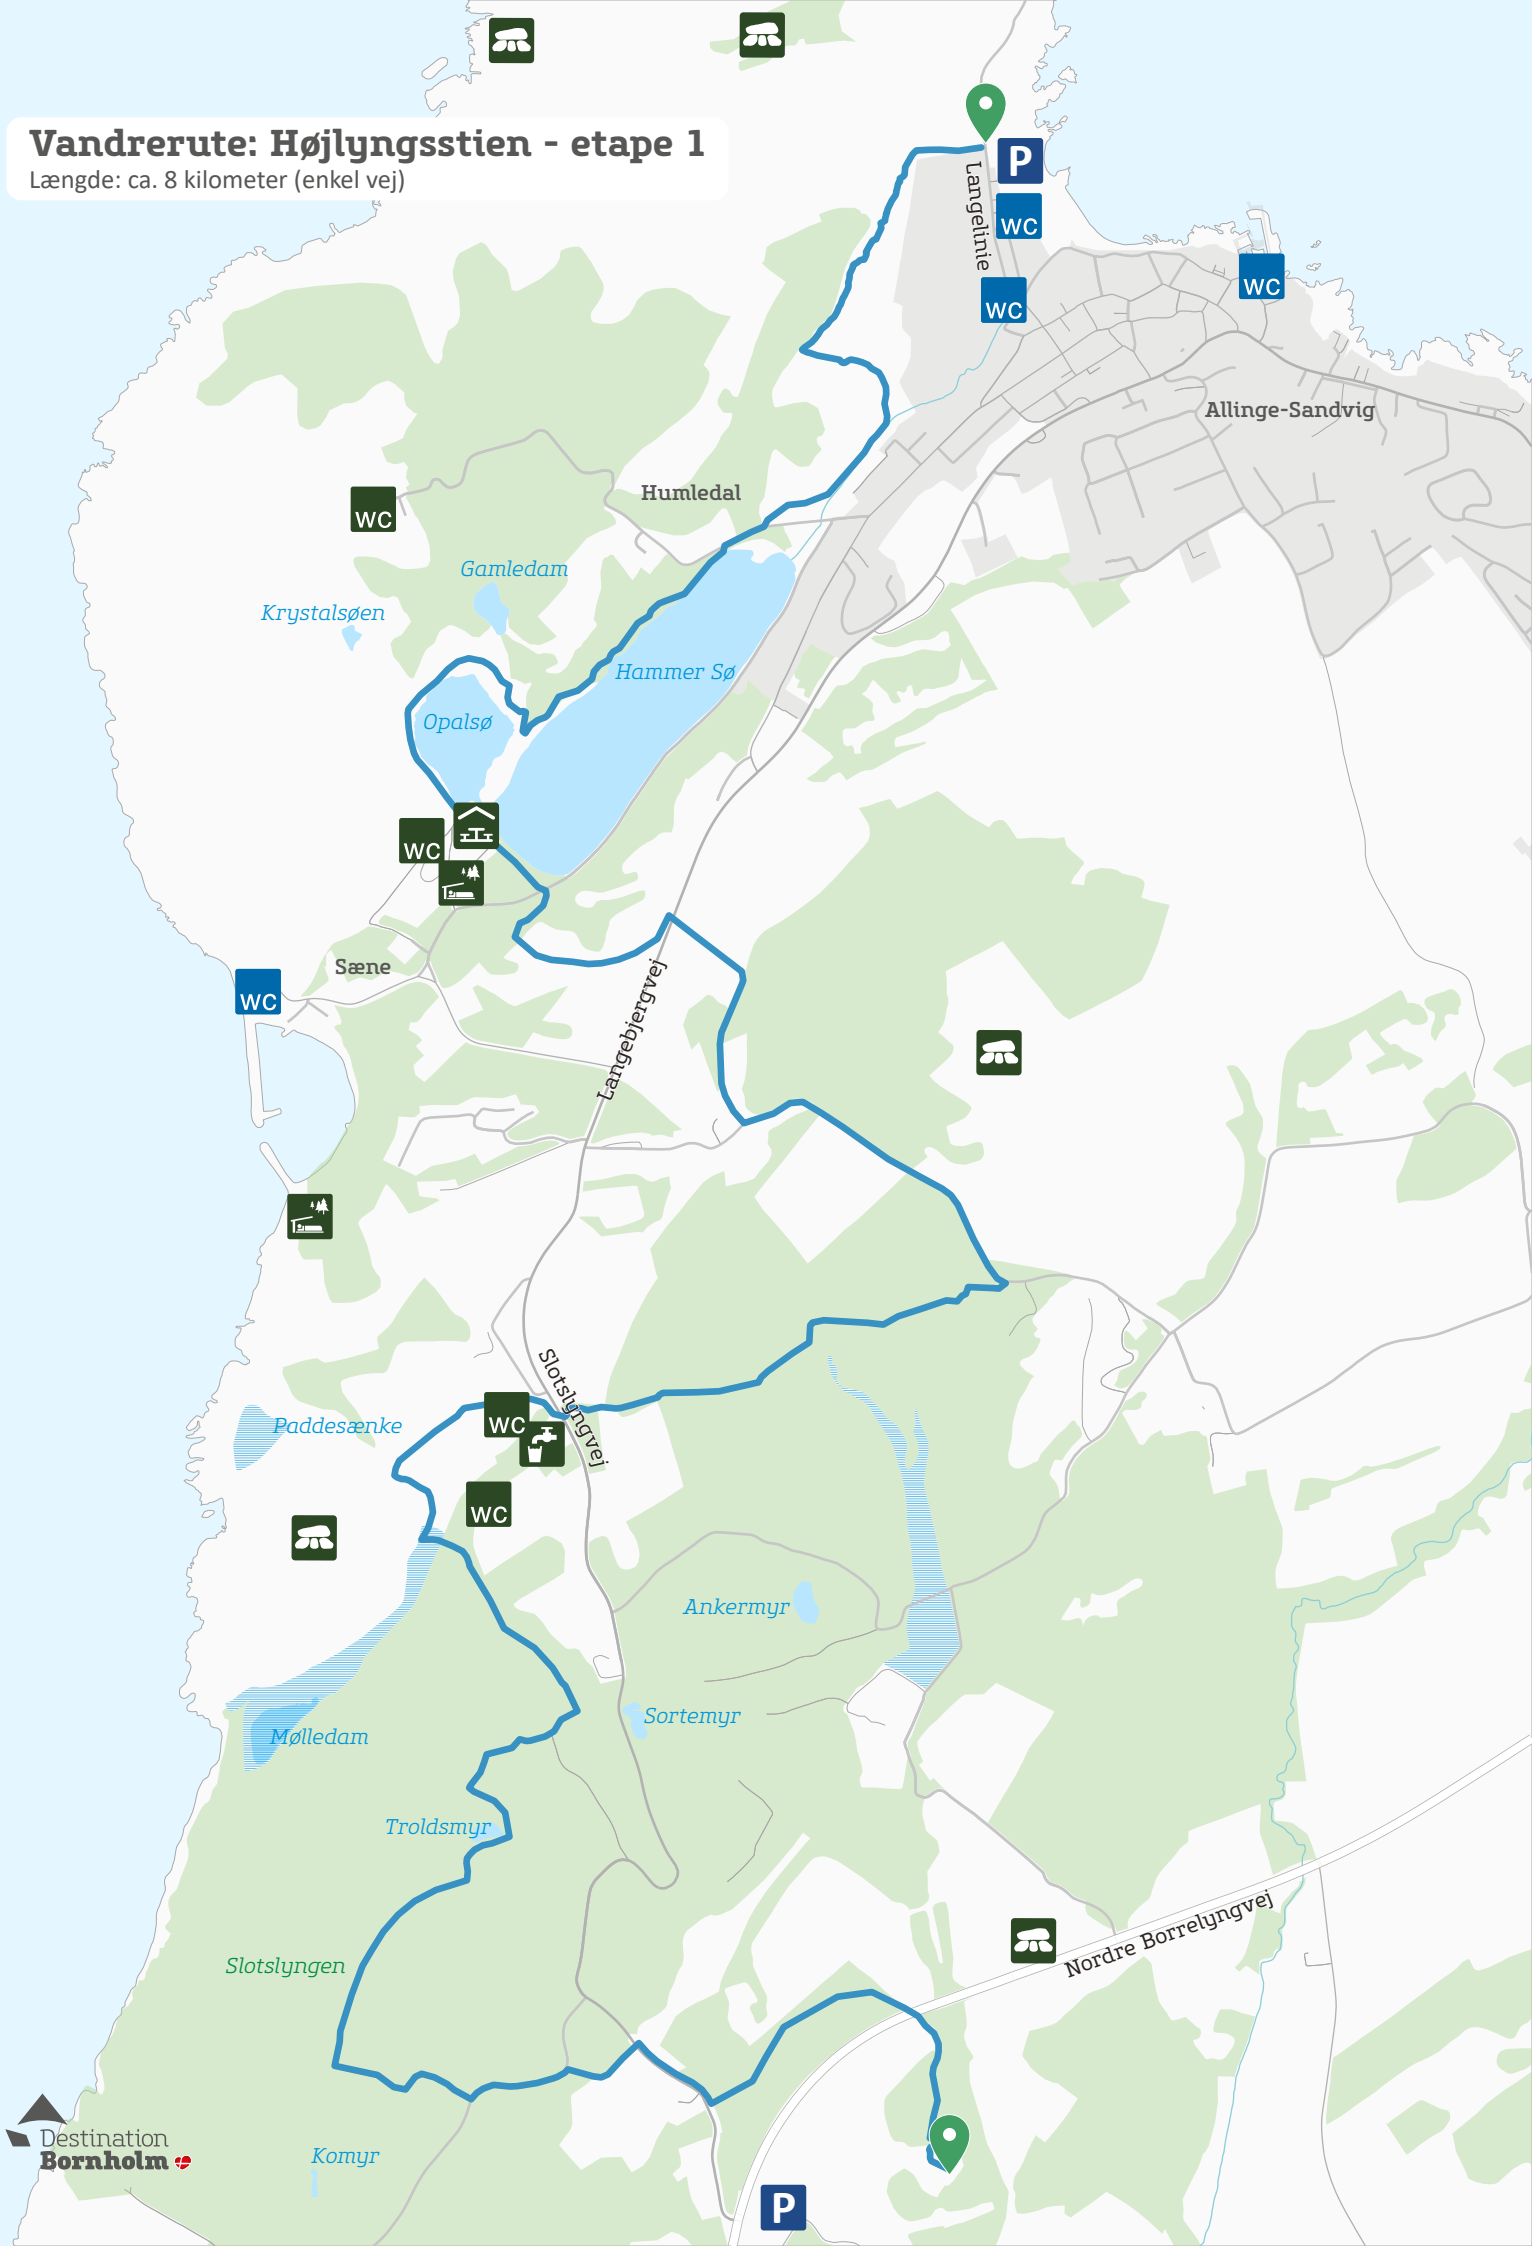 Vandrerute: Højlyngsstien - etape 1
Længde: ca. 8 kilometer (enkel vej)
P
Langelinie
WC
WC
WC
Allinge-Sandvig
Humledal
WC
Gamledam
Krystalsøen
Hammer Sø
Opalsø
WC
Sæne
WC
Langebjergvej
Slotslyngvej
WC
Paddesænke
WC
Ankermyr
Sortemyr
Mølledam
Troldsmyr
Nordre Borrelyngvej
Slotslyngen
Destination
Bornholm
Komyr
P